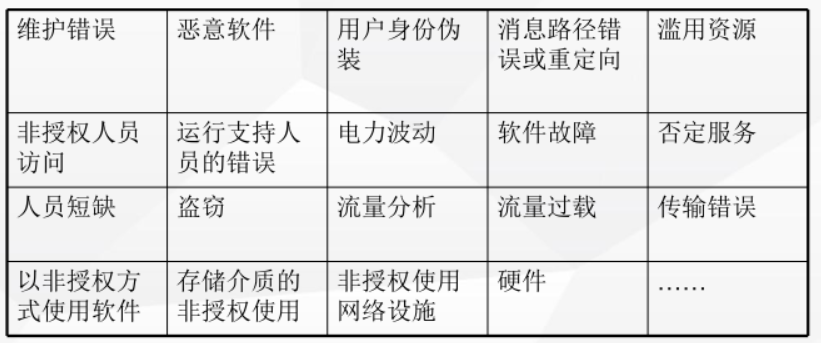 维护错误
恶意软件
用户身份伪
装
消息路径错
误或重定向
滥用资源
非授权人员
访问
运行支持人
员的错误
电力波动
软件故障
否定服务
人员短缺
盗窃
流量分析
流量过载
传输错误
以非授权方
式使用软件
存储介质的
非授权使用
非授权使用
网络设施
硬件
……